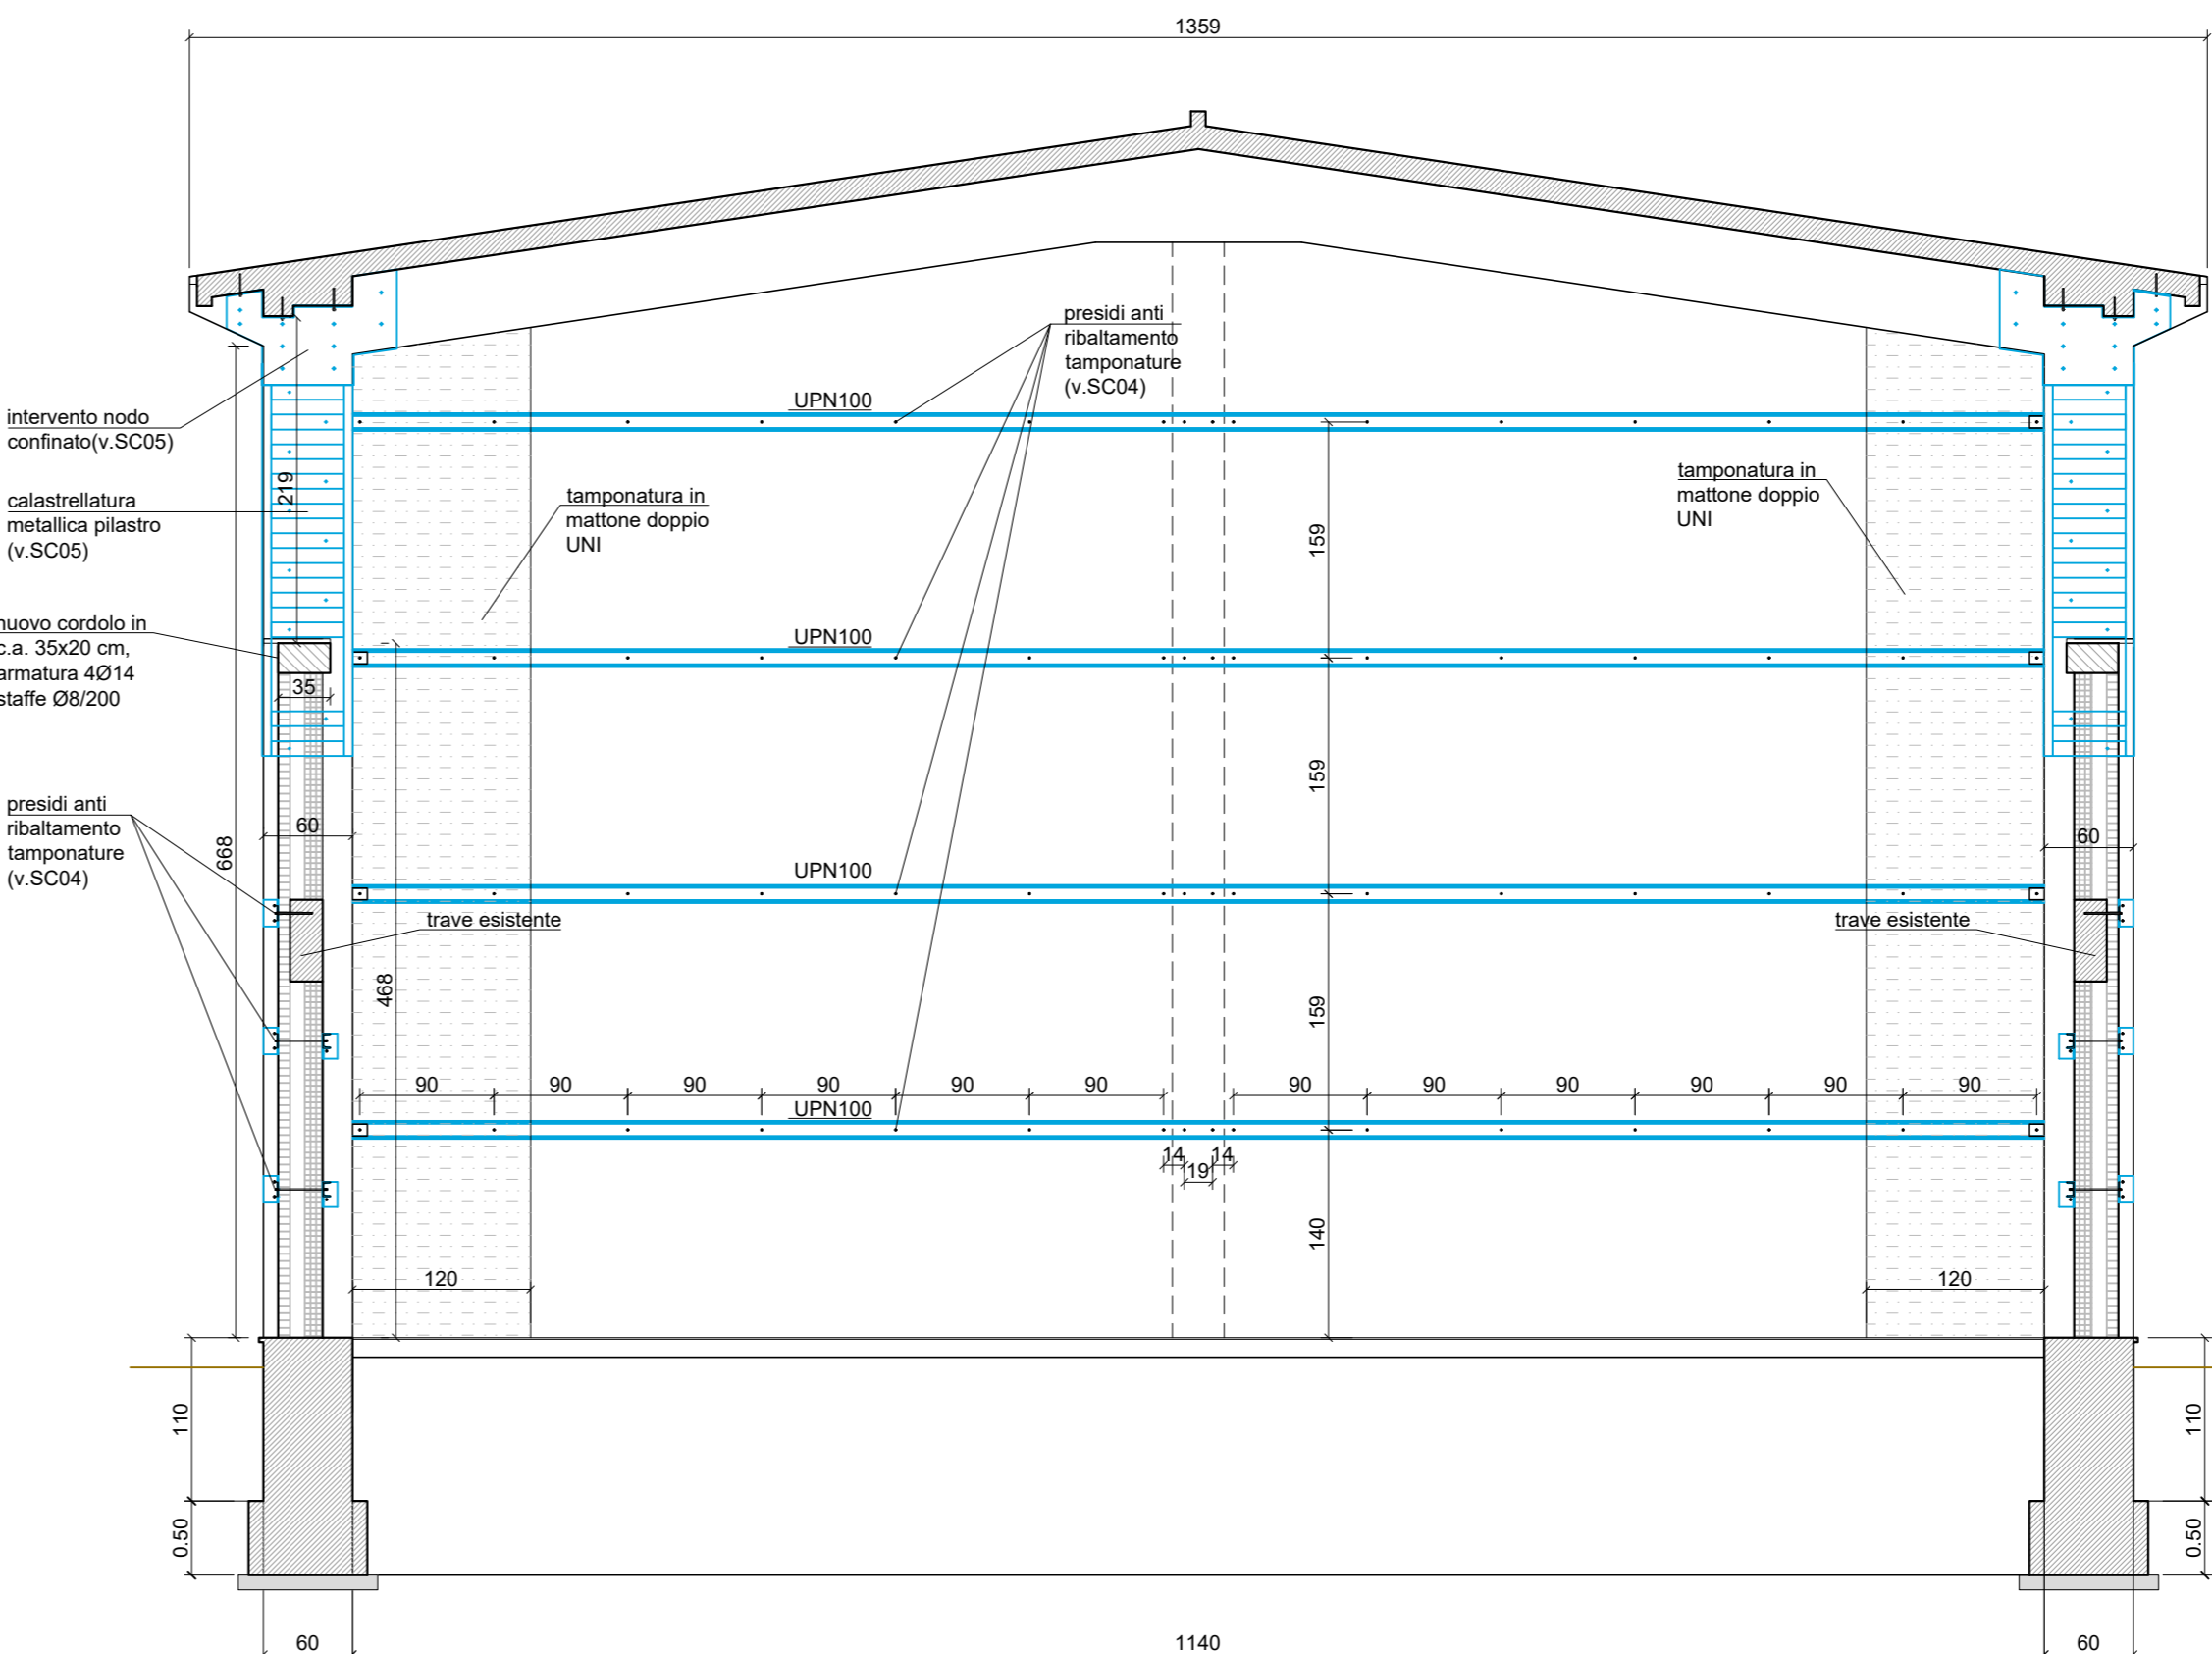 1359
presidi anti
ribaltamento
tamponature
(v.SC04)
UPN100
intervento nodo
confinato(v.SC05)
219
calastrellatura
metallica pilastro
(v.SC05)
tamponatura in
mattone doppio
UNI
tamponatura in
mattone doppio
UNI
159
nuovo cordolo in
c.a. 35x20 cm,
armatura 4Ø14
staffe Ø8/200
UPN100
35
159
presidi anti
ribaltamento
tamponature
(v.SC04)
668
60
60
UPN100
trave esistente
trave esistente
468
159
90 90 90 90 90 90 90 90 90 90 90 90
UPN100
14 19 14
140
120
120
110
110
0.50
0.50
60
1140
60